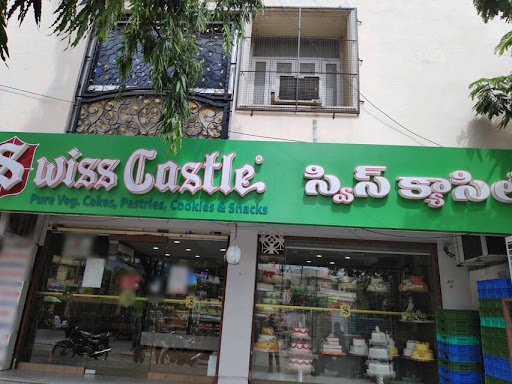 Swiss Castle
Pure Veg. Cakes, Pastries, Cookies & Snacks
స్విస్ క్యాసిల్